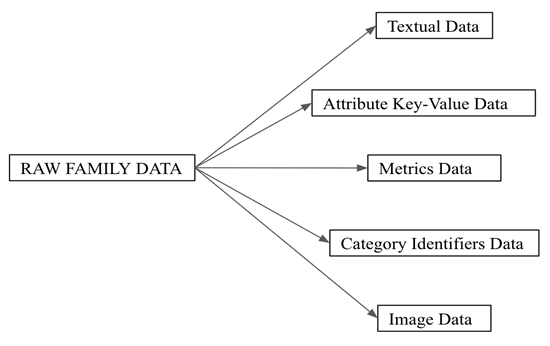 Textual Data
Attribute Key-Value Data
RAW FAMILY DATA
Metrics Data
Category Identifiers Data
Image Data